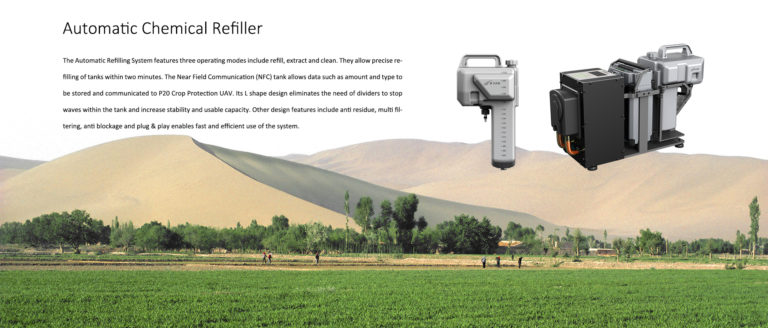 Automatic Chemical Refiller
The Automatic Refilling System features three operating modes include refill, extract and clean. They allow precise re-
filling of tanks within two minutes. The Near Field Communication (NFC) tank allows data such as amount and type to
be stored and communicated to P20 Crop Protection UAV. Its L shape design eliminates the need of dividers to stop
waves within the tank and increase stability and usable capacity. Other design features include anti residue, multi fil-
tering, anti blockage and plug & play enables fast and efficient use of the system.